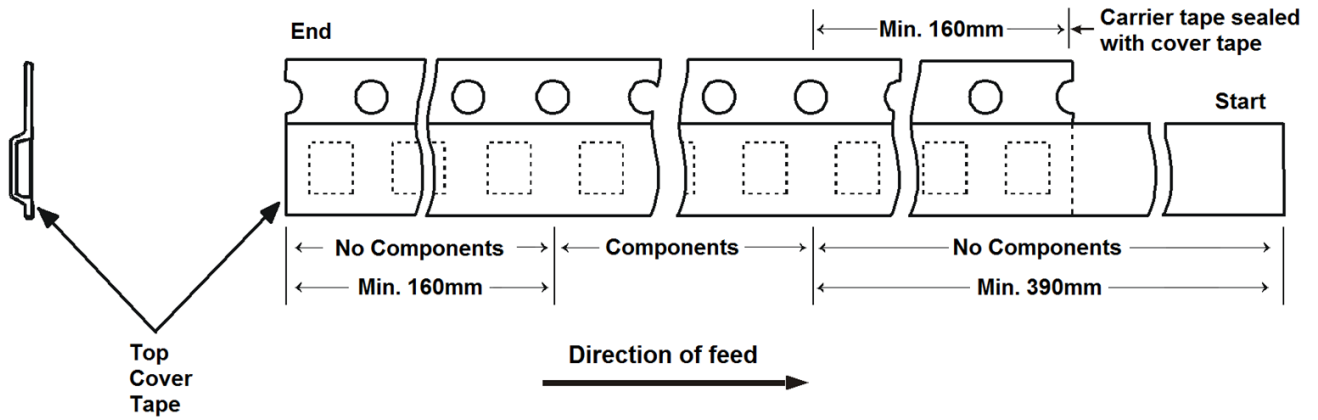 End
Min. 160mm
Carrier tape sealed
with cover tape
Start
No Components
Components
No Components
Min. 160mm
Min. 390mm
Top
Cover
Tape
Direction of feed